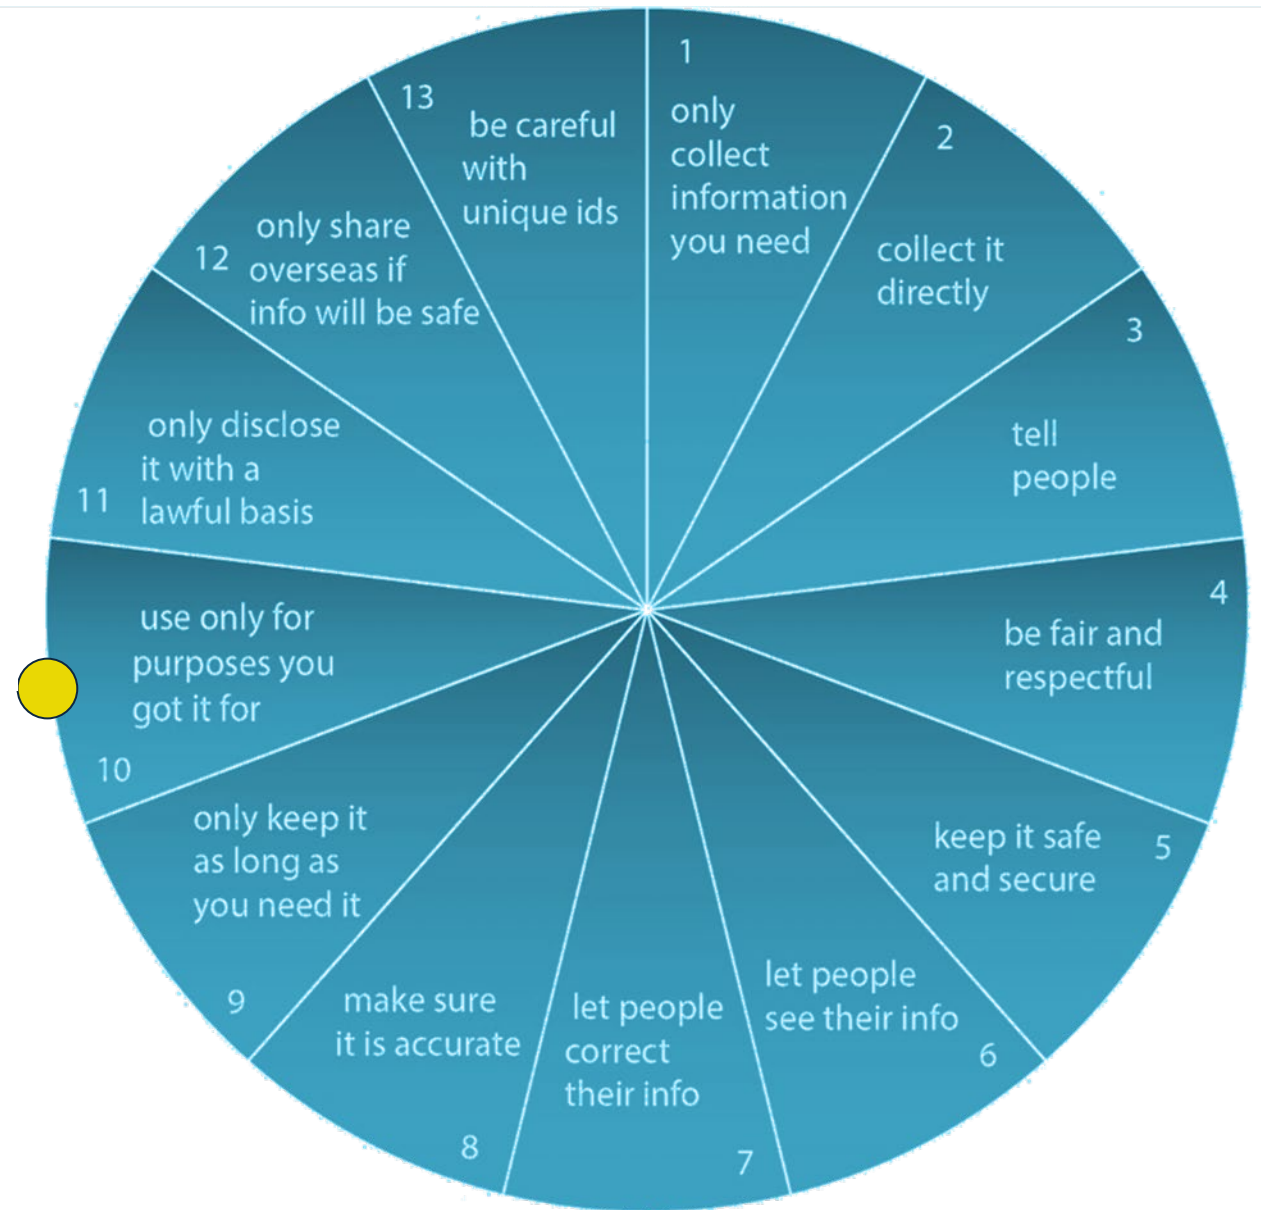 1
only
collect
information
you need
2
collect it
directly
3
tell
people
4
be fair and
respectful
5
keep it safe
and secure
6
let people
see their info
7
let people
correct
their info
8
make sure
it is accurate
9
only keep it
as long as
you need it
10
use only for
purposes you
got it for
11
only disclose
it with a
lawful basis
12
only share
overseas if
info will be safe
13
be careful
with
unique ids